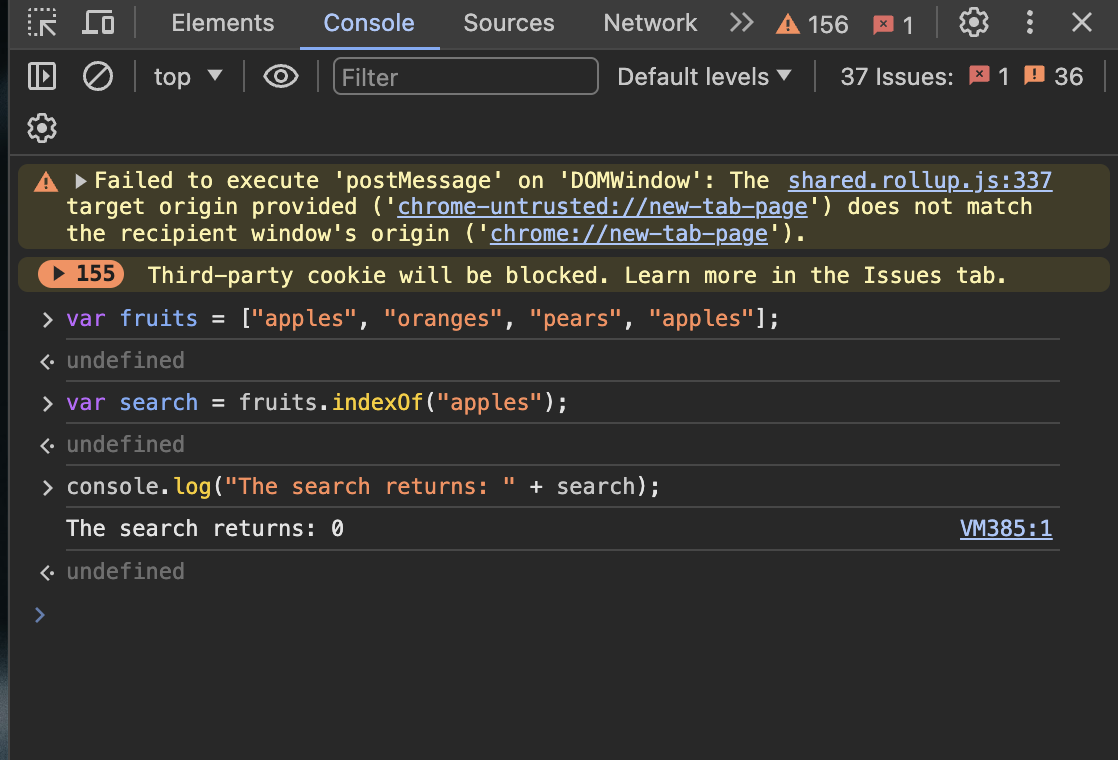 Elements Console Sources Network 156 1
top Filter Default levels 37 Issues: 1 36
Failed to execute 'postMessage' on 'DOMWindow': The shared.rollup.js:337
target origin provided ('chrome-untrusted://new-tab-page') does not match
the recipient window's origin ('chrome://new-tab-page').
155 Third-party cookie will be blocked. Learn more in the Issues tab.
var fruits = ["apples", "oranges", "pears", "apples"];
undefined
var search = fruits.indexOf("apples");
undefined
console.log("The search returns: " + search);
The search returns: 0 VM385:1
undefined